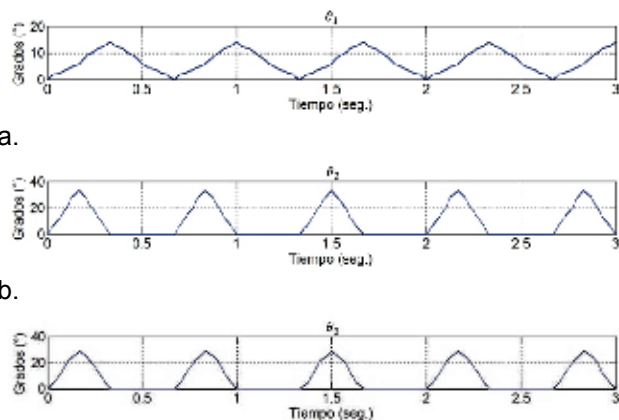 θ₁
20
10
0
Grados (°)
0 0.5 1 1.5 2 2.5 3
Tiempo (seg.)
a.
θ₂
40
20
0
Grados (°)
0 0.5 1 1.5 2 2.5 3
Tiempo (seg.)
b.
θ₃
40
20
0
Grados (°)
0 0.5 1 1.5 2 2.5 3
Tiempo (seg.)